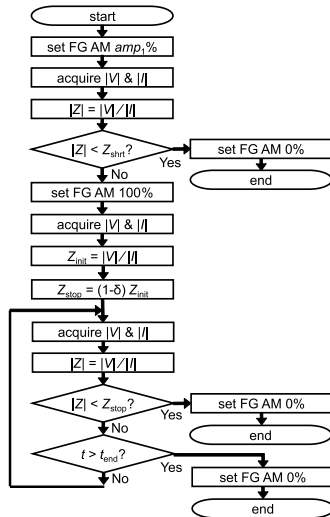 start
set FG AM amp₁%
acquire |V| & |I|
|Z| = |V| / |I|
|Z| < Zshrt?
Yes
set FG AM 0%
end
No
set FG AM 100%
acquire |V| & |I|
Zinit = |V| / |I|
Zstop = (1-δ) Zinit
acquire |V| & |I|
|Z| = |V| / |I|
|Z| < Zstop?
Yes
set FG AM 0%
end
No
t > tend?
Yes
set FG AM 0%
end
No